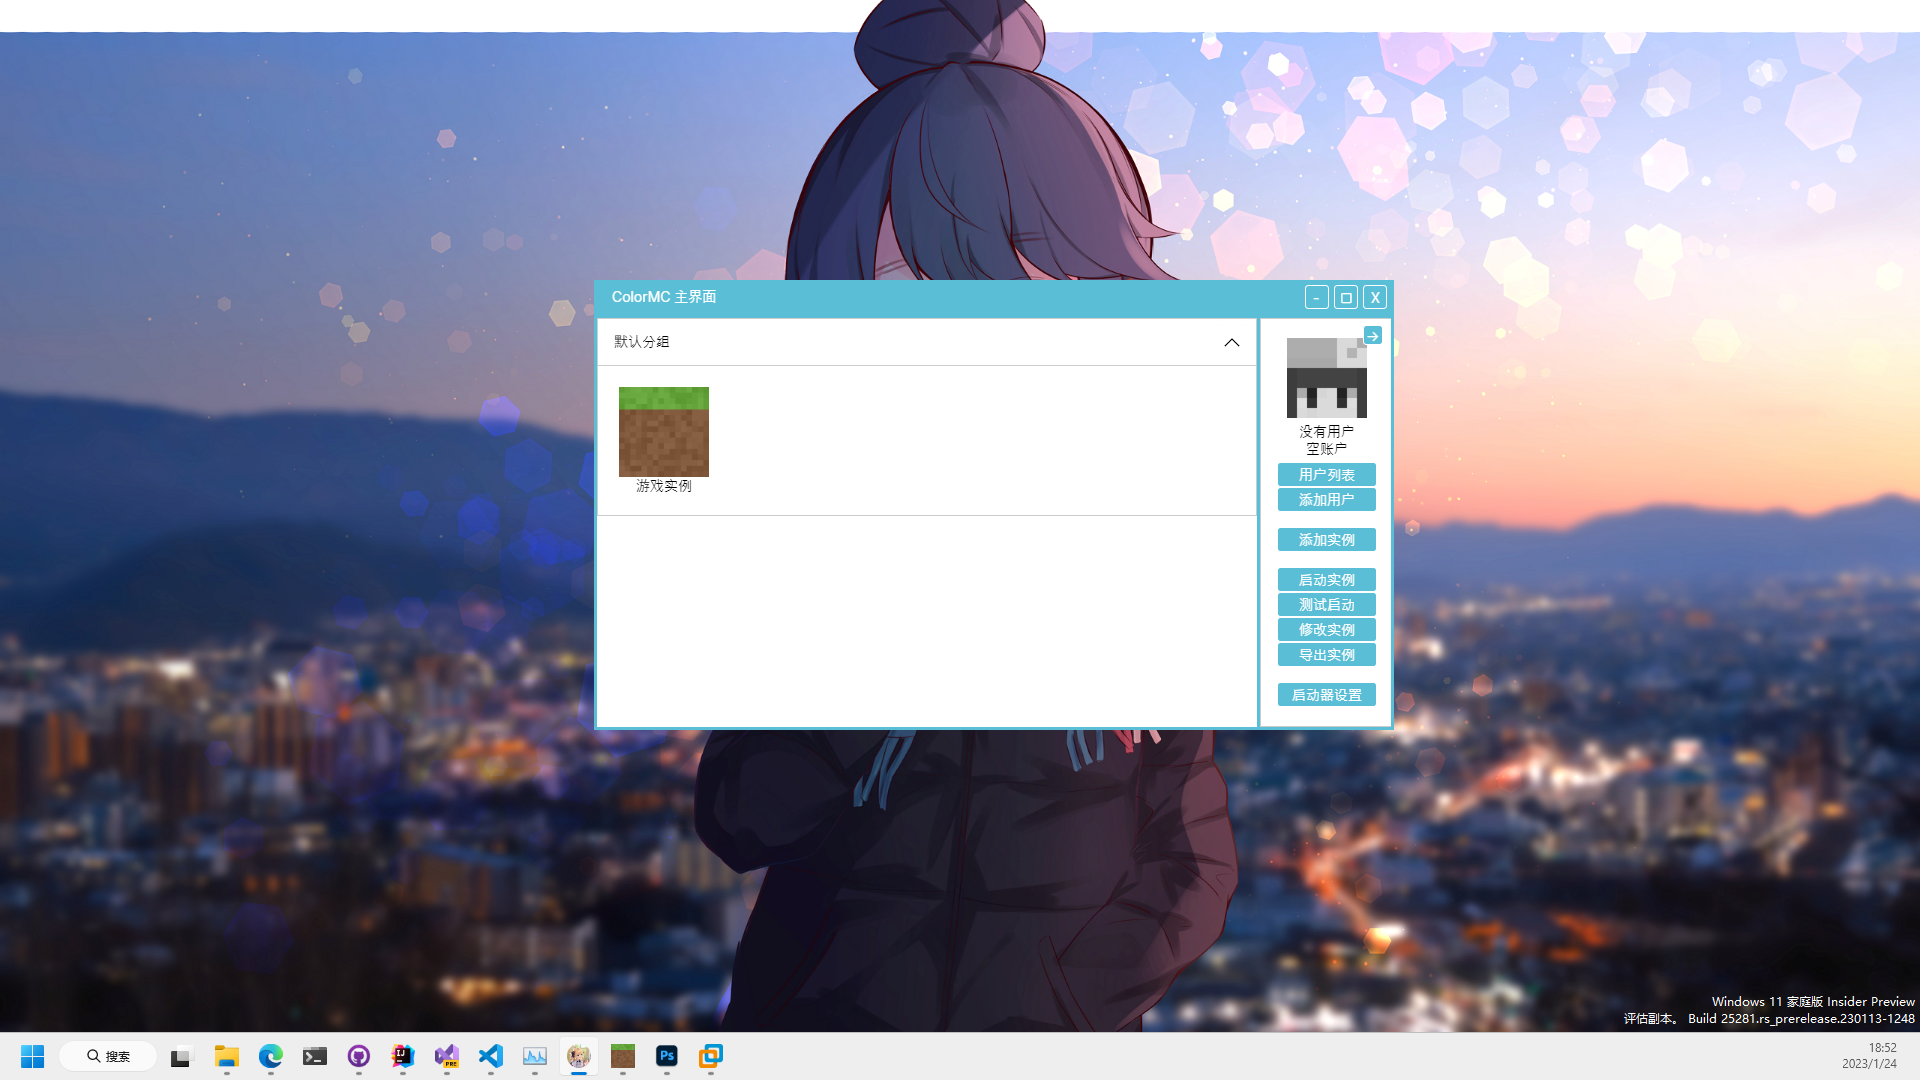 ColorMC 主界面
默认分组
游戏实例
没有用户
空账户
用户列表
添加用户
添加实例
启动实例
测试启动
修改实例
导出实例
启动器设置
Windows 11 家庭版 Insider Preview
评估副本。 Build 25281.rs_prerelease.230113-1248
搜索
IJ
PRE
Ps
18:52
2023/1/24